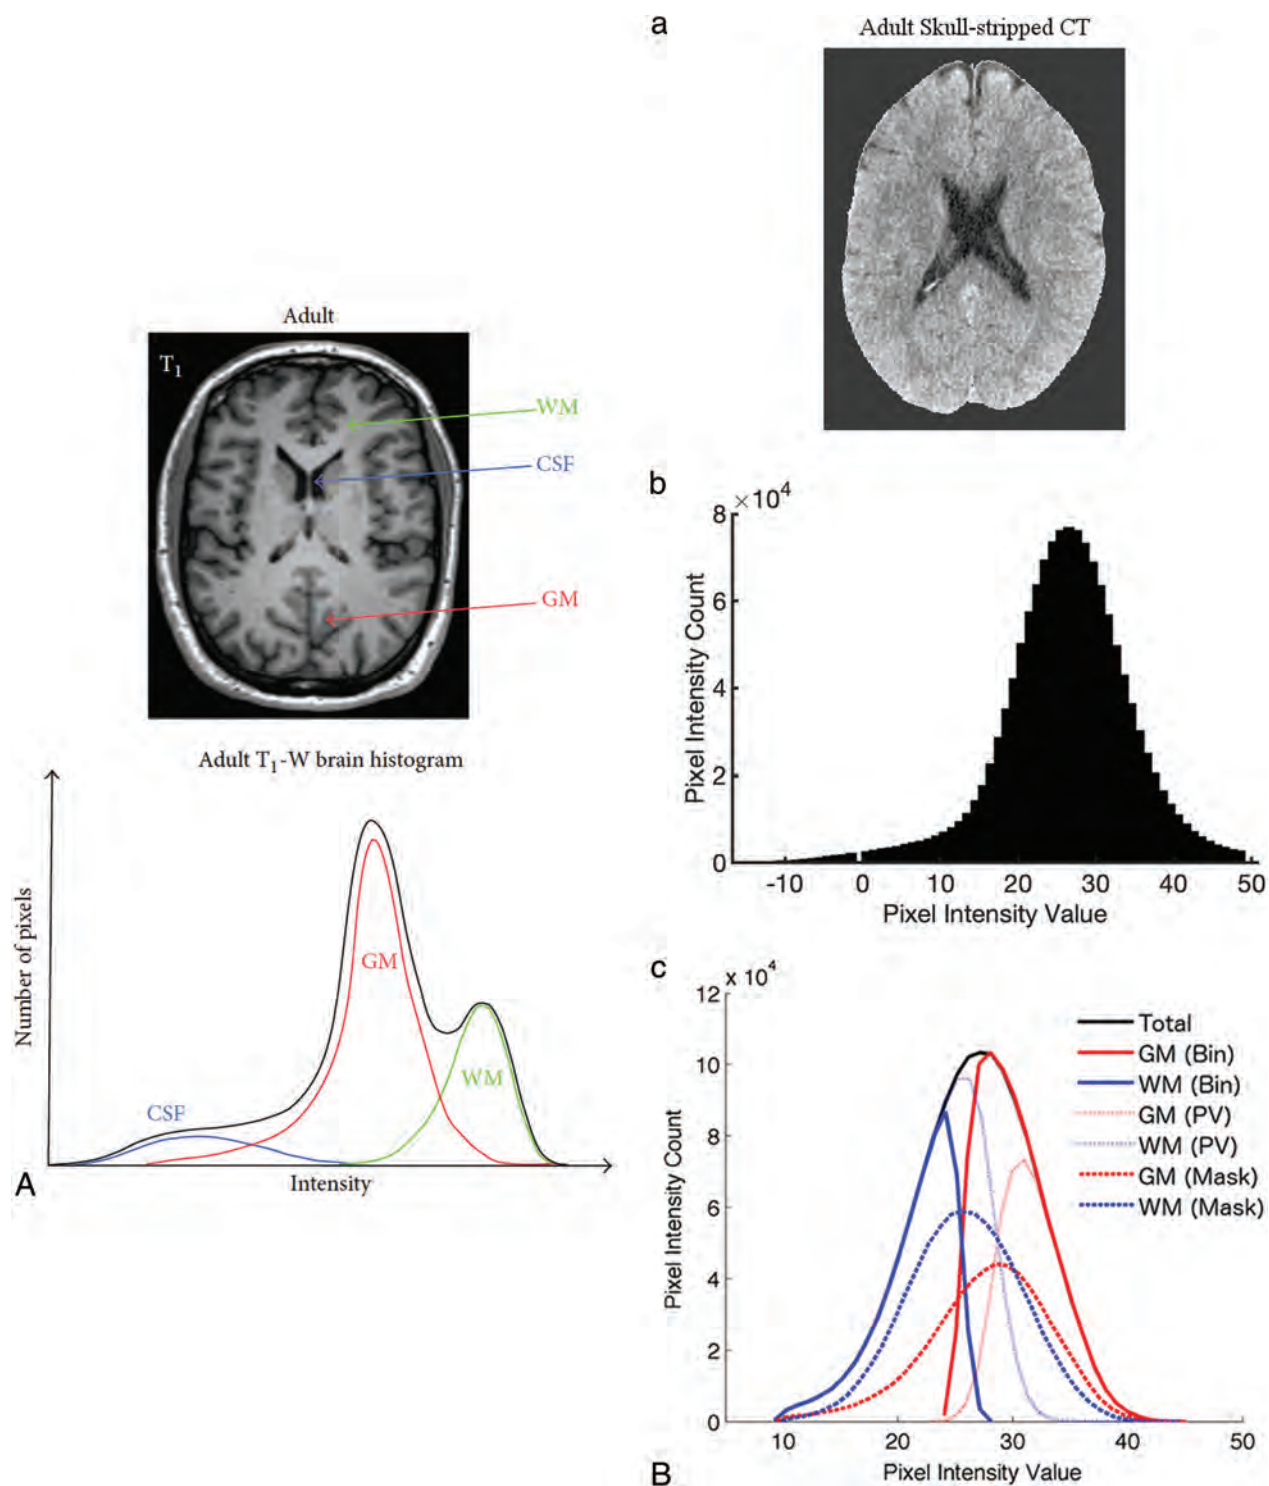 Adult
T1
WM
CSF
GM
Adult T1-W brain histogram
Number of pixels
GM
WM
CSF
Intensity
A
a
Adult Skull-stripped CT
b
×10^4
8
6
4
2
0
Pixel Intensity Count
-10 0 10 20 30 40 50
Pixel Intensity Value
c
x 10^4
12
10
8
6
4
2
0
Pixel Intensity Count
Total
GM (Bin)
WM (Bin)
GM (PV)
WM (PV)
GM (Mask)
WM (Mask)
10 20 30 40 50
Pixel Intensity Value
B